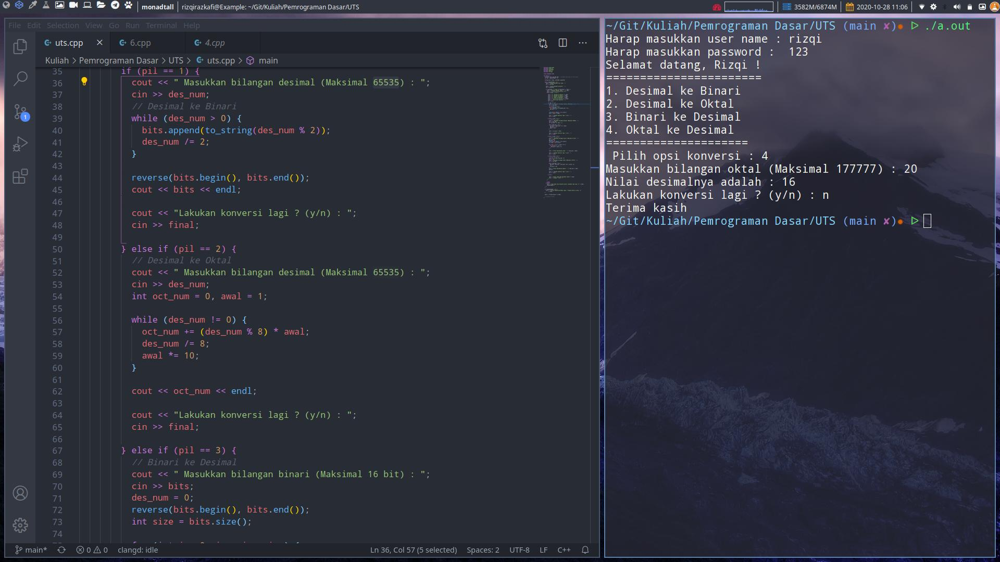 monadtall
rizqirazkafi@Example: ~/Git/Kuliah/Pemrograman Dasar/UTS
3582M/6874M
2020-10-28 11:06
File Edit Selection View Go Run Terminal Help
uts.cpp
6.cpp
4.cpp
Kuliah > Pemrograman Dasar > UTS > uts.cpp > main
35 if (pil == 1) {
36 cout << " Masukkan bilangan desimal (Maksimal 65535) : ";
37 cin >> des_num;
38 // Desimal ke Binari
39 while (des_num > 0) {
40 bits.append(to_string(des_num % 2));
41 des_num /= 2;
42 }
43
44 reverse(bits.begin(), bits.end());
45 cout << bits << endl;
46
47 cout << "Lakukan konversi lagi ? (y/n) : ";
48 cin >> final;
49
50 } else if (pil == 2) {
51 // Desimal ke Oktal
52 cout << " Masukkan bilangan desimal (Maksimal 65535) : ";
53 cin >> des_num;
54 int oct_num = 0, awal = 1;
55
56 while (des_num != 0) {
57 oct_num += (des_num % 8) * awal;
58 des_num /= 8;
59 awal *= 10;
60 }
61
62 cout << oct_num << endl;
63
64 cout << "Lakukan konversi lagi ? (y/n) : ";
65 cin >> final;
66
67 } else if (pil == 3) {
68 // Binari ke Desimal
69 cout << " Masukkan bilangan binari (Maksimal 16 bit) : ";
70 cin >> bits;
71 des_num = 0;
72 reverse(bits.begin(), bits.end());
73 int size = bits.size();
74
1
main* 0 0 clangd: idle
Ln 36, Col 57 (5 selected) Spaces: 2 UTF-8 LF C++
~/Git/Kuliah/Pemrograman Dasar/UTS (main ✘)✹ ▷ ./a.out
Harap masukkan user name : rizqi
Harap masukkan password :  123
Selamat datang, Rizqi !
=======================
1. Desimal ke Binari
2. Desimal ke Oktal
3. Binari ke Desimal
4. Oktal ke Desimal
=====================
Pilih opsi konversi : 4
Masukkan bilangan oktal (Maksimal 177777) : 20
Nilai desimalnya adalah : 16
Lakukan konversi lagi ? (y/n) : n
Terima kasih
~/Git/Kuliah/Pemrograman Dasar/UTS (main ✘)✹ ▷